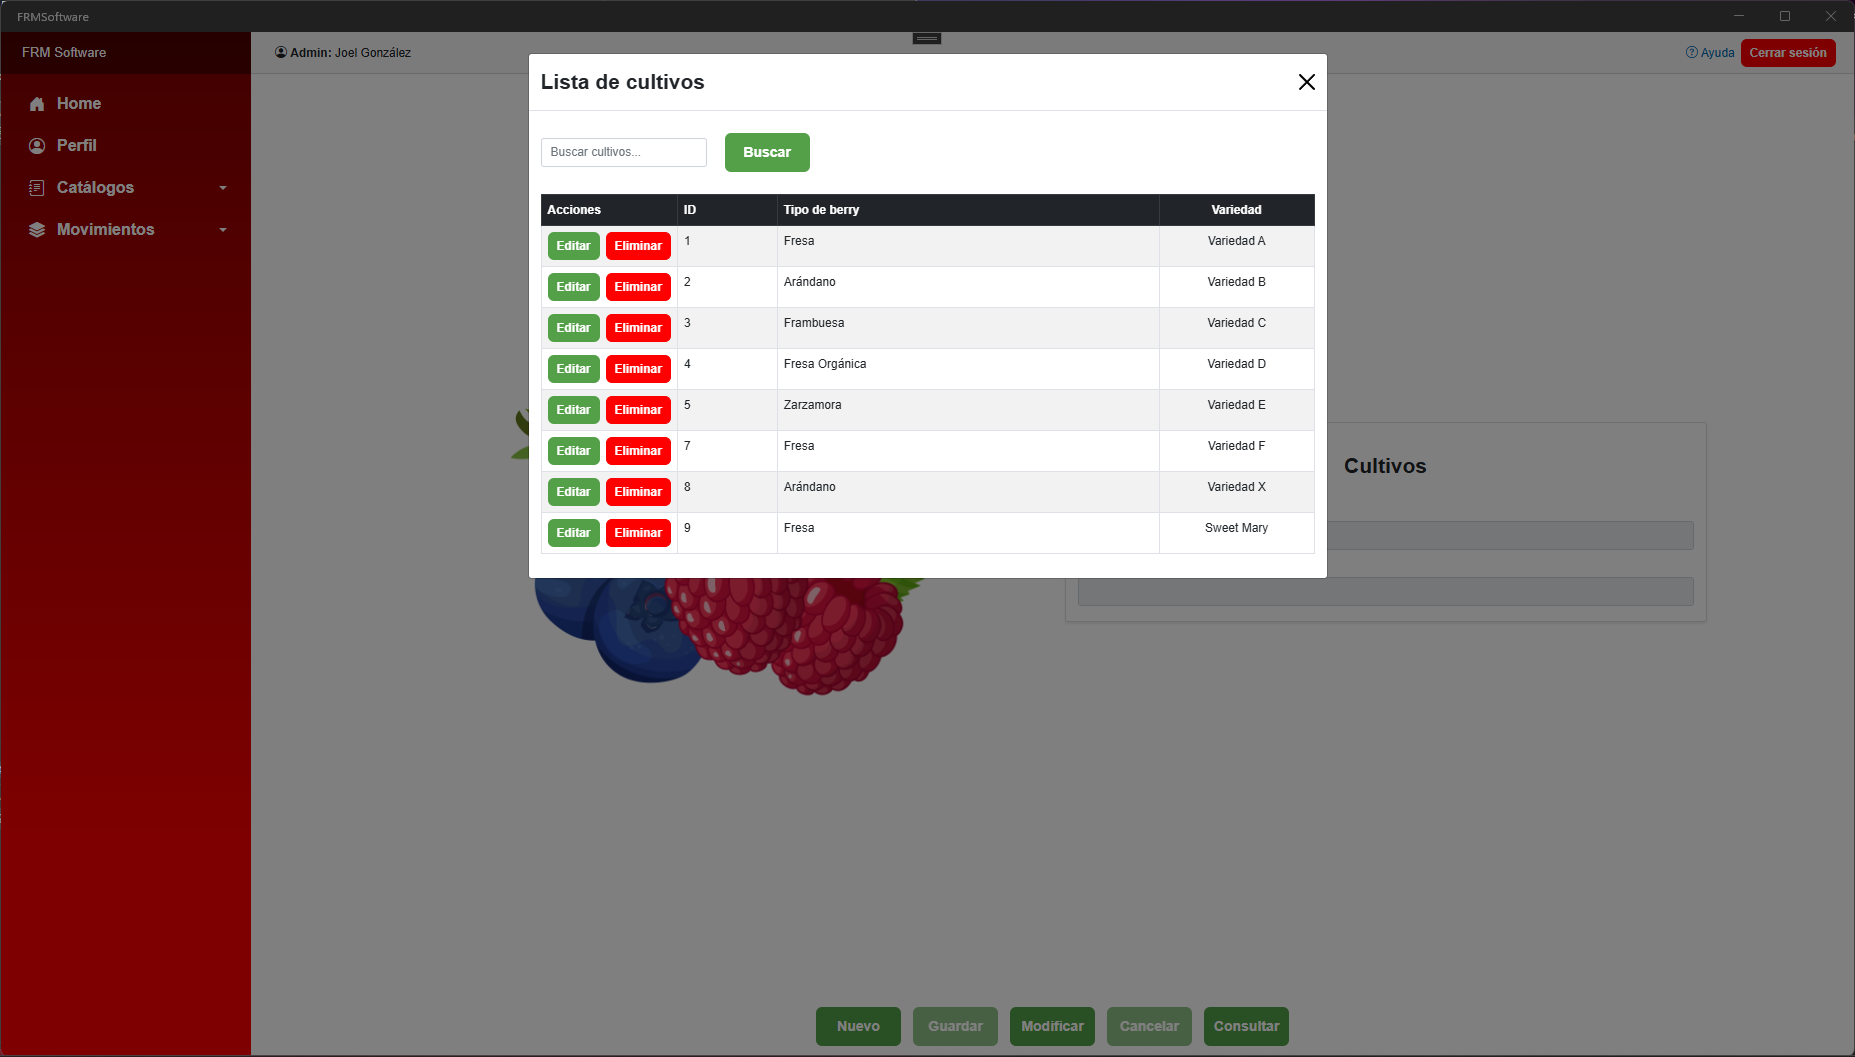 FRMSoftware
FRM Software
Admin: Joel González
Ayuda
Cerrar sesión
Home
Perfil
Catálogos
Movimientos
Lista de cultivos
Buscar cultivos...
Buscar
Acciones ID Tipo de berry Variedad
Editar Eliminar 1 Fresa Variedad A
Editar Eliminar 2 Arándano Variedad B
Editar Eliminar 3 Frambuesa Variedad C
Editar Eliminar 4 Fresa Orgánica Variedad D
Editar Eliminar 5 Zarzamora Variedad E
Editar Eliminar 7 Fresa Variedad F
Editar Eliminar 8 Arándano Variedad X
Editar Eliminar 9 Fresa Sweet Mary
Cultivos
Nuevo Guardar Modificar Cancelar Consultar